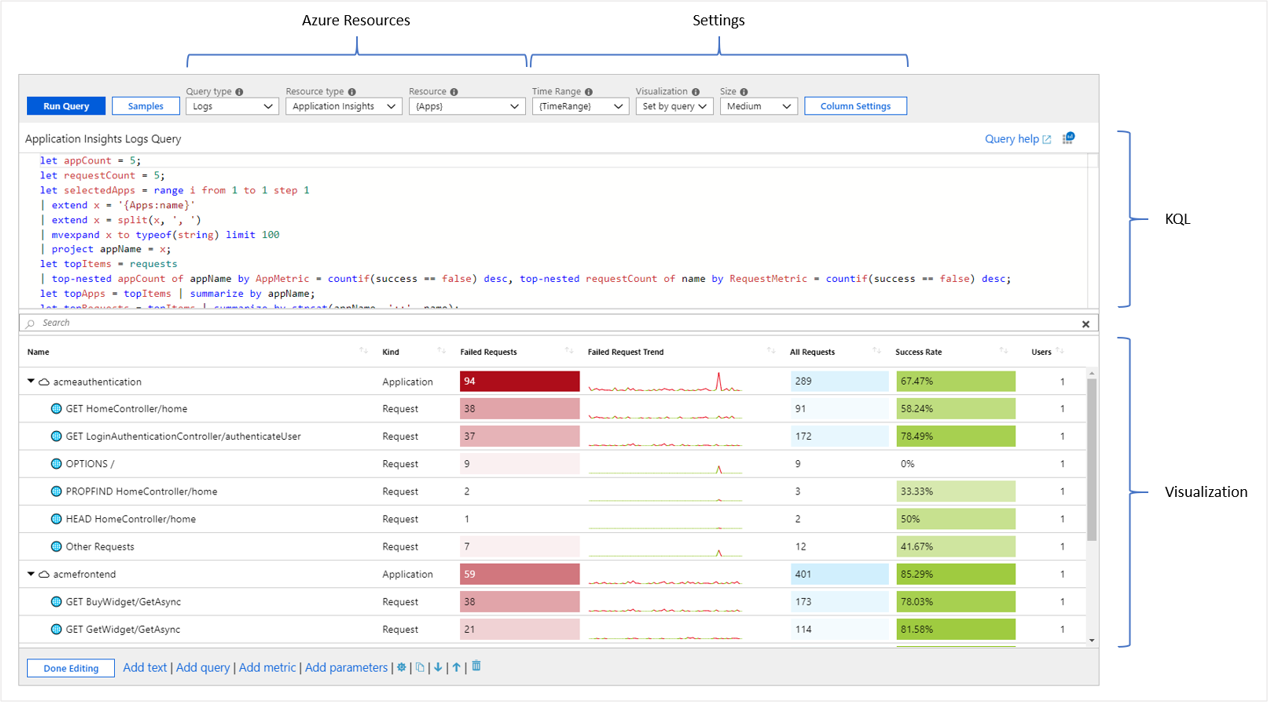 Azure Resources Settings
Query type Resource type Resource Time Range Visualization Size
Run Query Samples Logs Application Insights {Apps} {TimeRange} Set by query Medium Column Settings
Application Insights Logs Query Query help
let appCount = 5;
let requestCount = 5;
let selectedApps = range i from 1 to 1 step 1
| extend x = '{Apps:name}'
| extend x = split(x, ', ')
| mvexpand x to typeof(string) limit 100
| project appName = x;
let topItems = requests
| top-nested appCount of appName by AppMetric = countif(success == false) desc, top-nested requestCount of name by RequestMetric = countif(success == false) desc;
let topApps = topItems | summarize by appName;
let topRequests = topItems | summarize by strcat(appName, '::', name);
KQL
Search
Name Kind Failed Requests Failed Request Trend All Requests Success Rate Users
acmeauthentication Application 94 289 67.47% 1
GET HomeController/home Request 38 91 58.24% 1
GET LoginAuthenticationController/authenticateUser Request 37 172 78.49% 1
OPTIONS / Request 9 9 0% 1
PROPFIND HomeController/home Request 2 3 33.33% 1
Visualization
HEAD HomeController/home Request 1 2 50% 1
Other Requests Request 7 12 41.67% 1
acmefrontend Application 59 401 85.29% 1
GET BuyWidget/GetAsync Request 38 173 78.03% 1
GET GetWidget/GetAsync Request 21 114 81.58% 1
Done Editing Add text | Add query | Add metric | Add parameters | | | | |